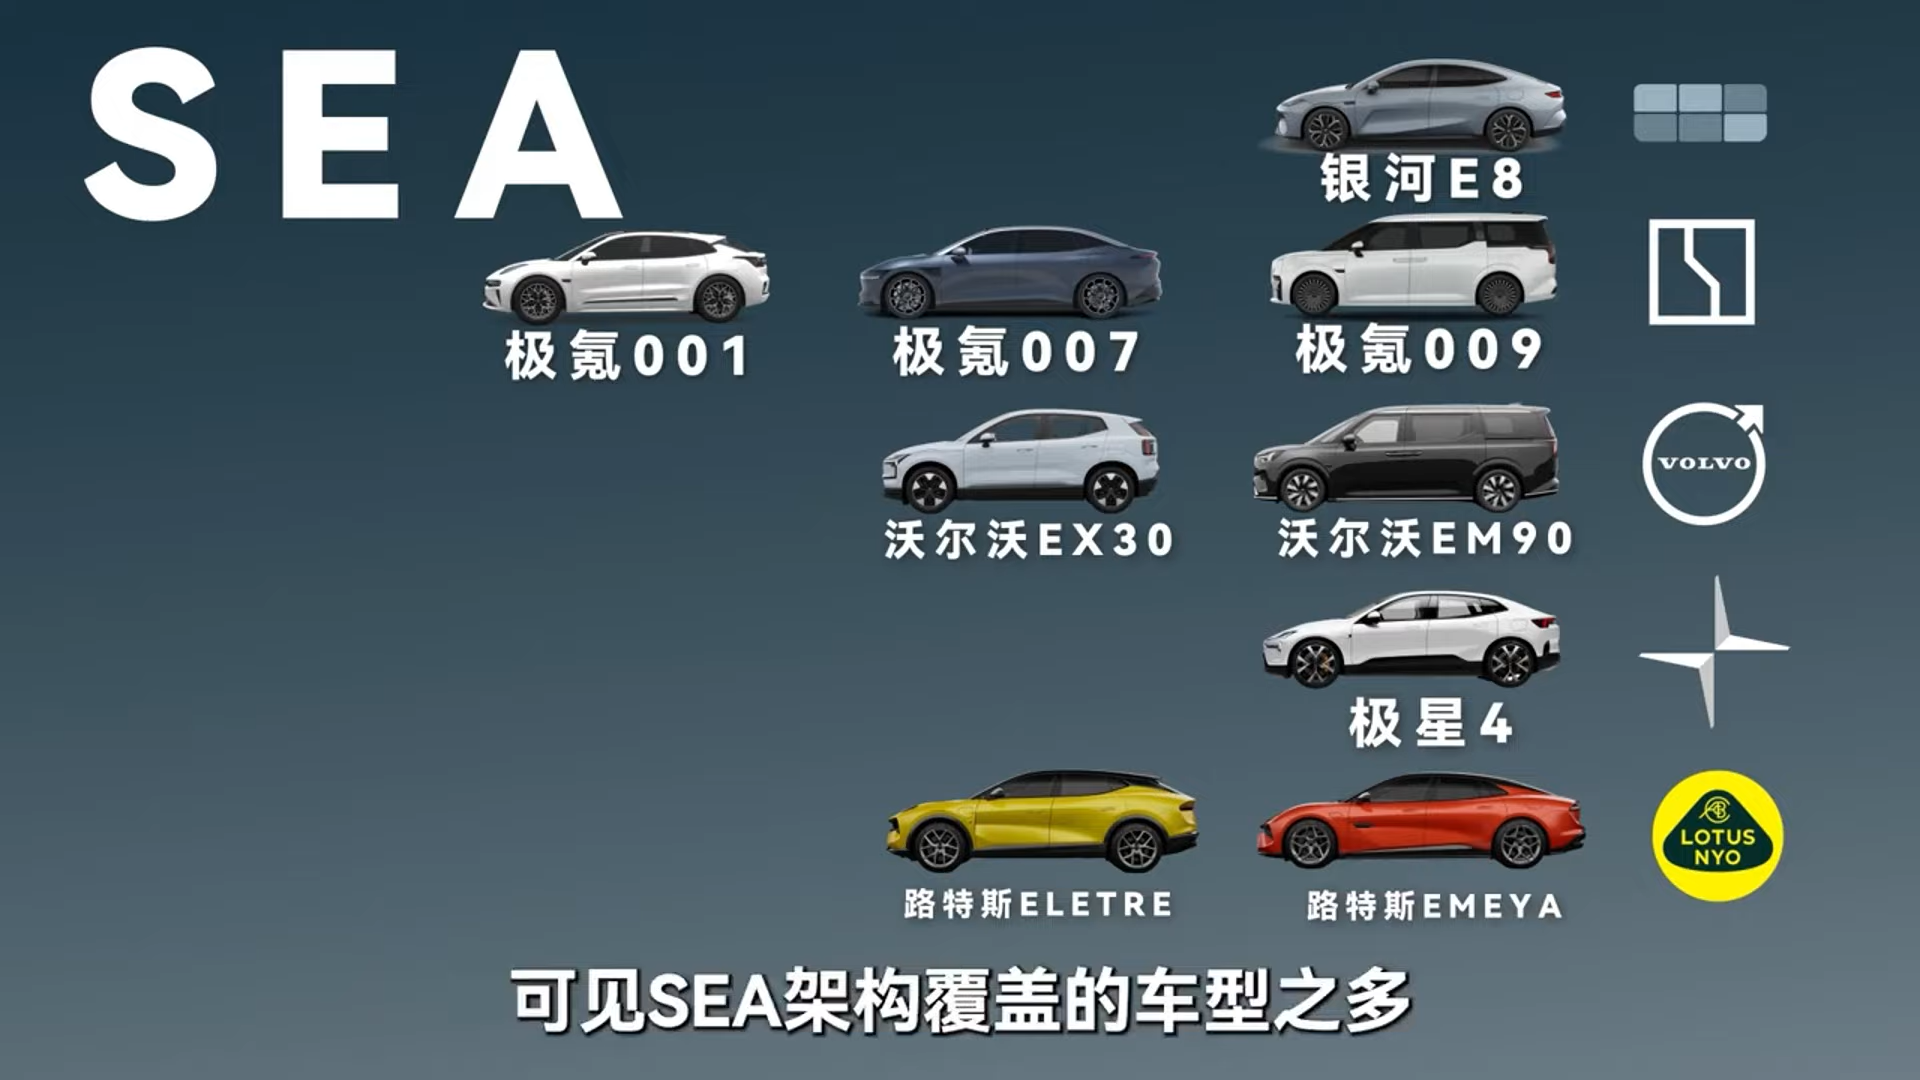 SEA
银河E8
极氪001
极氪007
极氪009
VOLVO
沃尔沃EX30
沃尔沃EM90
极星4
LOTUS
NYO
路特斯ELETRE
路特斯EMEYA
可见SEA架构覆盖的车型之多